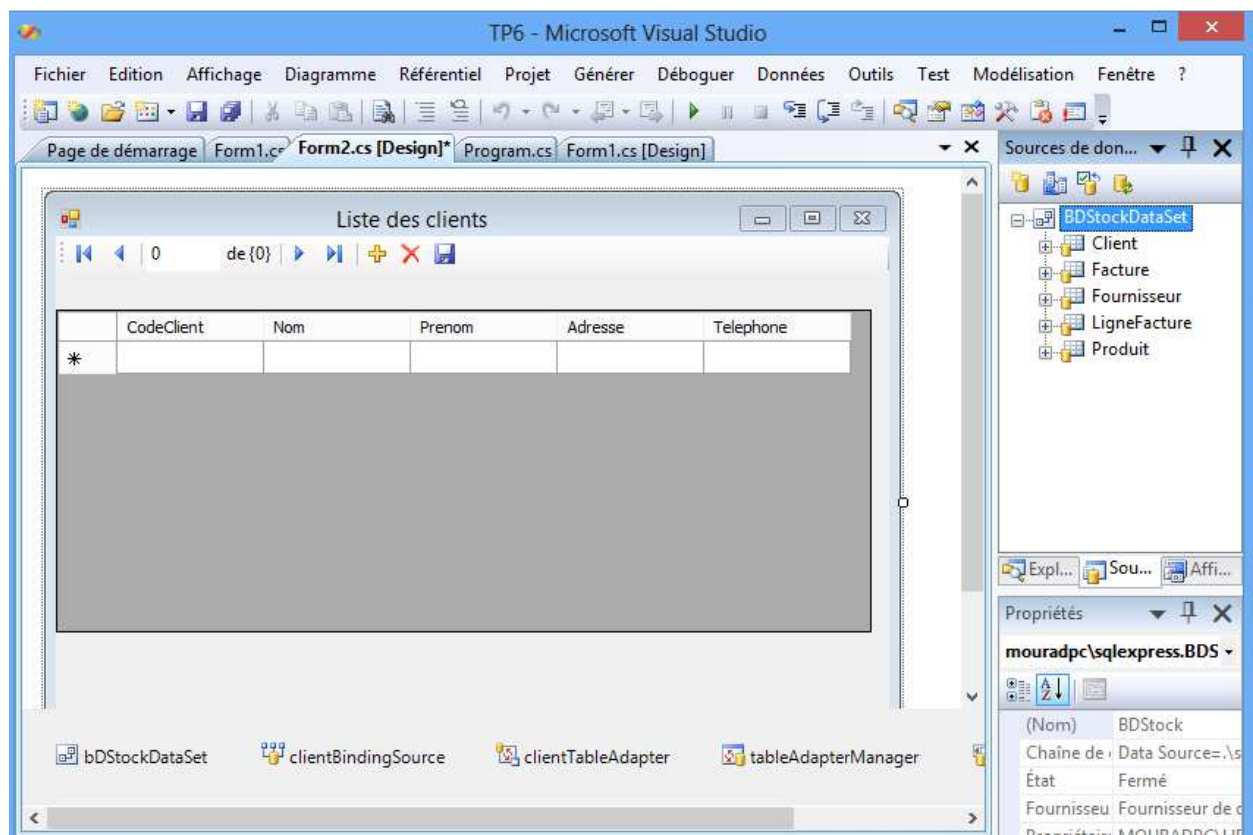 TP6 - Microsoft Visual Studio
Fichier Edition Affichage Diagramme Référentiel Projet Générer Déboguer Données Outils Test Modélisation Fenêtre ?
Page de démarrage Form1.cs Form2.cs [Design]* Program.cs Form1.cs [Design]
Sources de don...
BDStockDataSet
Client
Facture
Fournisseur
LigneFacture
Produit
Liste des clients
0 de {0}
CodeClient Nom Prenom Adresse Telephone
Expl... Sou... Affi...
Propriétés
mouradpc\sqlexpress.BDS
(Nom) BDStock
Chaîne de Data Source=.\s
État Fermé
Fournisseu Fournisseur de
bDStockDataSet clientBindingSource clientTableAdapter tableAdapterManager